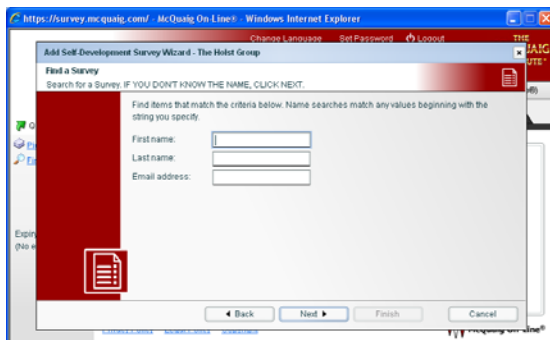 https://survey.mcquaig.com/ - McQuaig On-Line® - Windows Internet Explorer
Change Language Set Password Logout
THE
Add Self-Development Survey Wizard - The Holst Group
Find a Survey
Search for a Survey. IF YOU DON'T KNOW THE NAME, CLICK NEXT.
Find items that match the criteria below. Name searches match any values beginning with the
string you specify.
First name:
Last name:
Email address:
Back Next Finish Cancel